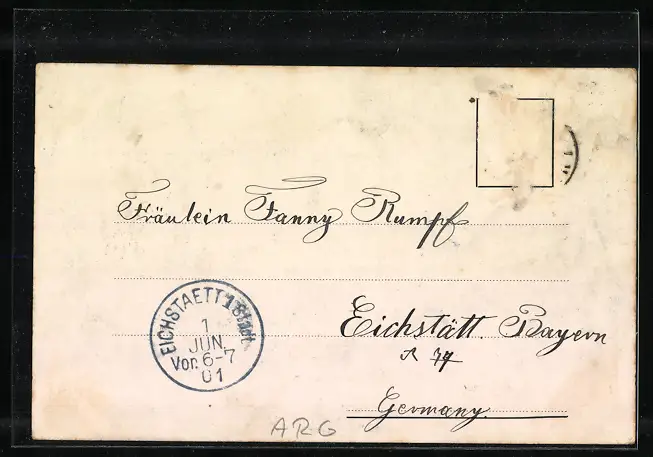 Fräulein Fanny Rumpf
Eichstätt. Bayern
Germany.
EICHSTAETT 1 Stadt.
1
JUN.
Vor. 6-7
01
ARG